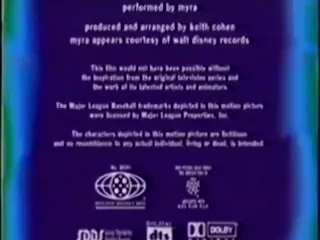 performed by myra
produced and arranged by keith cohen
myra appears courtesy of walt disney records
This film would not have been possible without
the inspiration from the original television series and
the work of its talented artists and animators
The Major League Baseball trademarks depicted in this motion picture
were licensed by Major League Properties, Inc.
The characters depicted in this motion picture are fictitious
and no resemblance to any actual individual, living or dead, is intended
SDDS
DIGITAL
dts
DOLBY